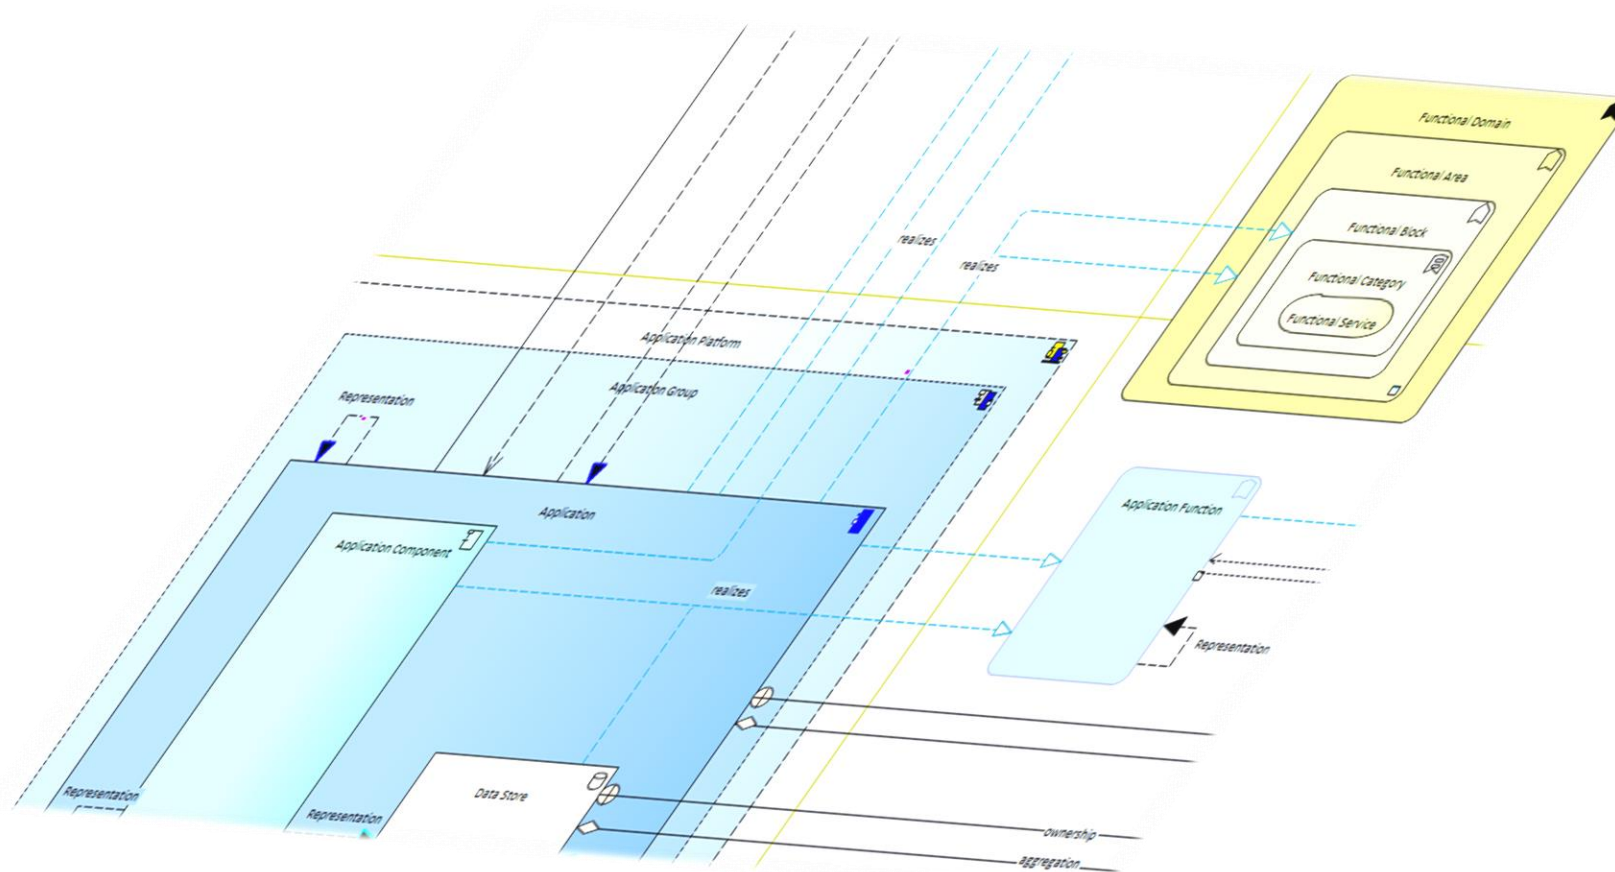 Functional Domain
Functional Area
Functional Block
Functional Category
Functional Service
realizes
realizes
Application Platform
Application Group
Representation
Application
Application Component
Application Function
realizes
Representation
Data Store
Representation
Representation
ownership
aggregation